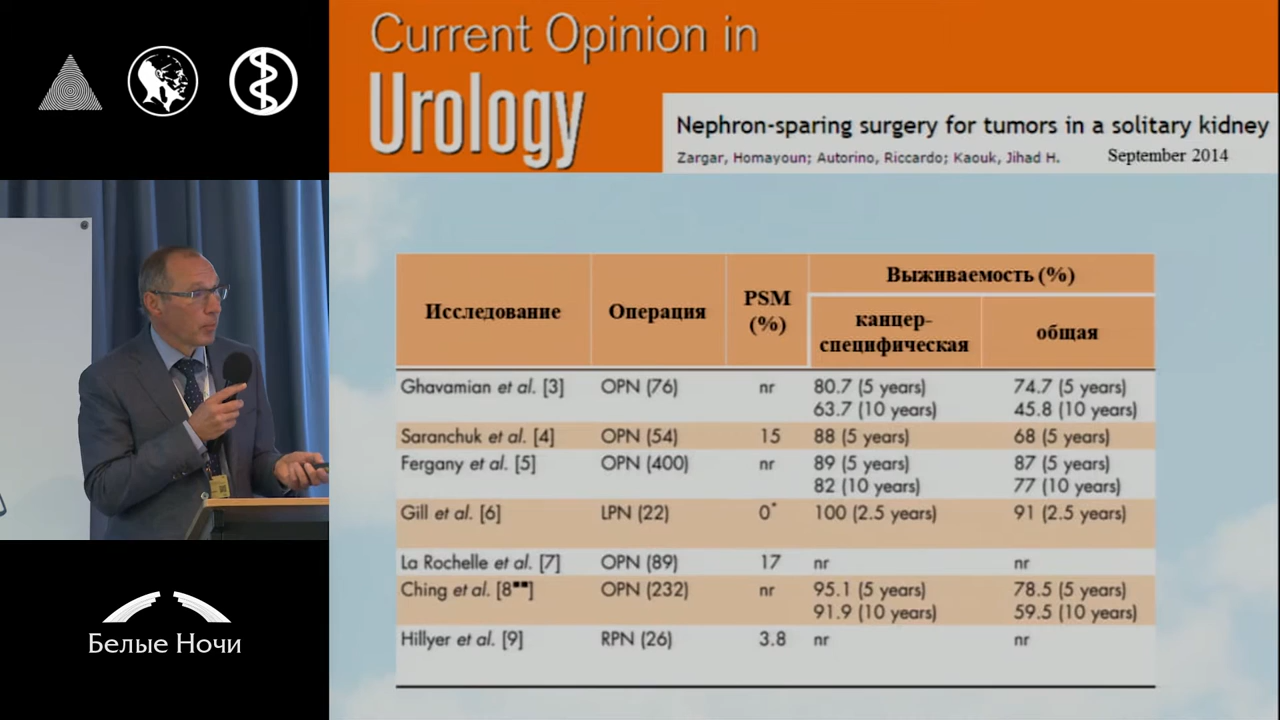 Current Opinion in
Urology
Nephron-sparing surgery for tumors in a solitary kidney
Zargar, Homayoun; Autorino, Riccardo; Kaouk, Jihad H. September 2014
Исследование Операция PSM (%) Выживаемость (%)
канцер-специфическая общая
Ghavamian et al. [3] OPN (76) nr 80.7 (5 years) 74.7 (5 years)
63.7 (10 years) 45.8 (10 years)
Saranchuk et al. [4] OPN (54) 15 88 (5 years) 68 (5 years)
Fergany et al. [5] OPN (400) nr 89 (5 years) 87 (5 years)
82 (10 years) 77 (10 years)
Gill et al. [6] LPN (22) 0* 100 (2.5 years) 91 (2.5 years)
La Rochelle et al. [7] OPN (89) 17 nr nr
Ching et al. [8▪▪] OPN (232) nr 95.1 (5 years) 78.5 (5 years)
91.9 (10 years) 59.5 (10 years)
Hillyer et al. [9] RPN (26) 3.8 nr nr
Белые Ночи